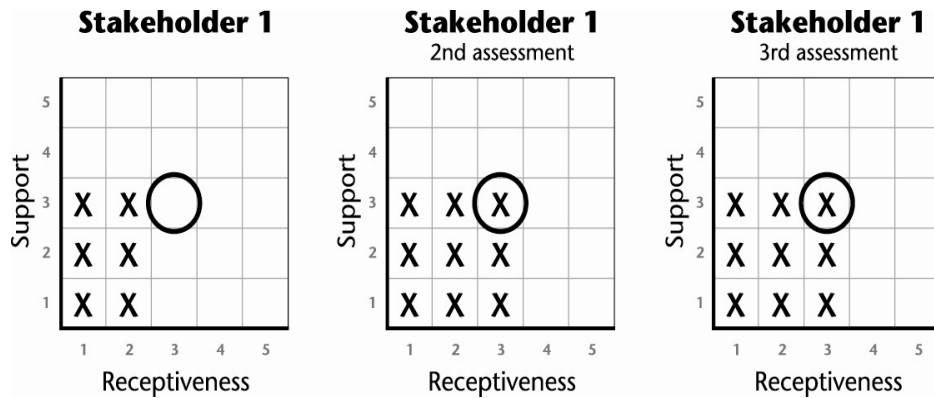 Stakeholder 1
5
4
Support
3
X X
2
X X
1
X X
1 2 3 4 5
Receptiveness
Stakeholder 1
2nd assessment
5
4
Support
3
X X X
2
X X X
1
X X X
1 2 3 4 5
Receptiveness
Stakeholder 1
3rd assessment
5
4
Support
3
X X X
2
X X X
1
X X X
1 2 3 4 5
Receptiveness